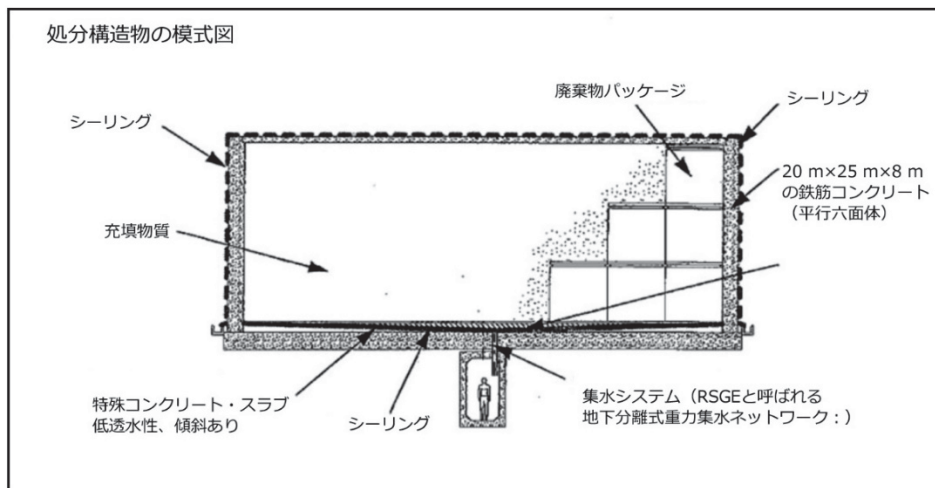 処分構造物の模式図
廃棄物パッケージ
シーリング
シーリング
20 m×25 m×8 m
の鉄筋コンクリート
（平行六面体）
充填物質
特殊コンクリート・スラブ
低透水性、傾斜あり
シーリング
集水システム（RSGEと呼ばれる
地下分離式重力集水ネットワーク：）